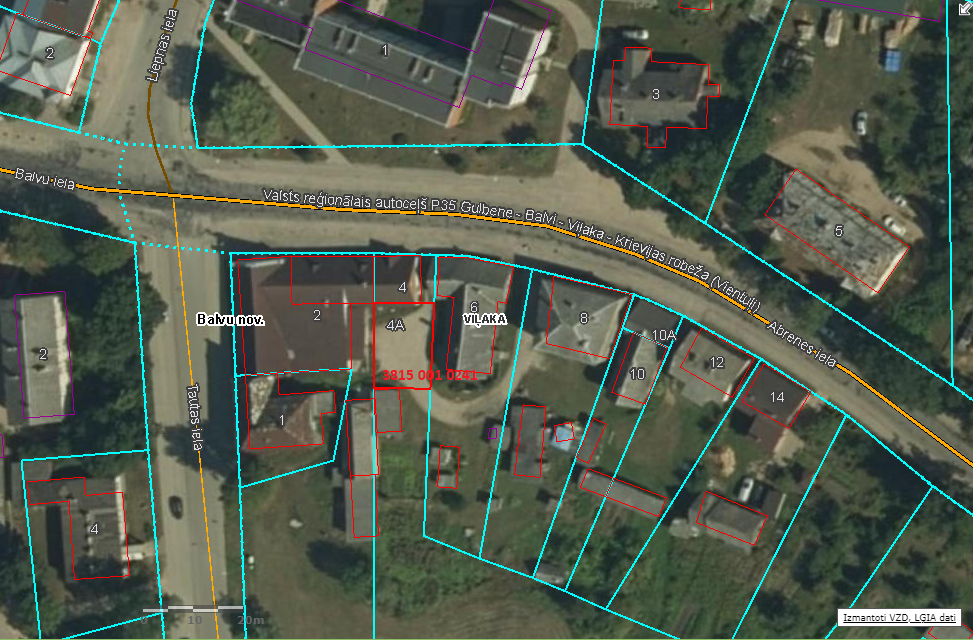 Liepnas iela
2
1
3
Balvu iela
Valsts reģionālais autoceļš P35 Gulbene - Balvi - Viļaka - Krievijas robeža (Vientuļi)
5
Abrenes iela
4
2
4A
6
VIĻAKA
8
10A
Balvu nov.
3815 001 0241
10
12
14
2
Tautas iela
1
4
0 10 20m
Izmantoti VZD, LĢIA dati